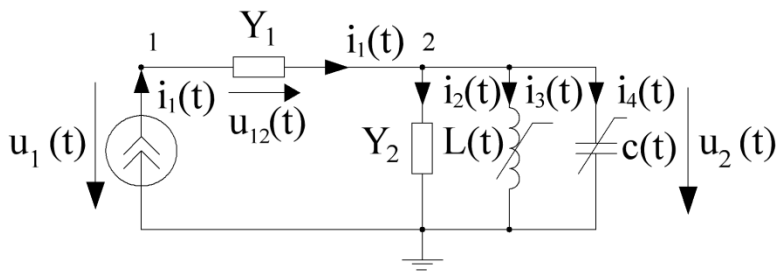 1 Y₁ i₁(t) 2
i₁(t) i₂(t) i₃(t) i₄(t)
u₁(t) u₁₂(t) Y₂ L(t) c(t) u₂(t)